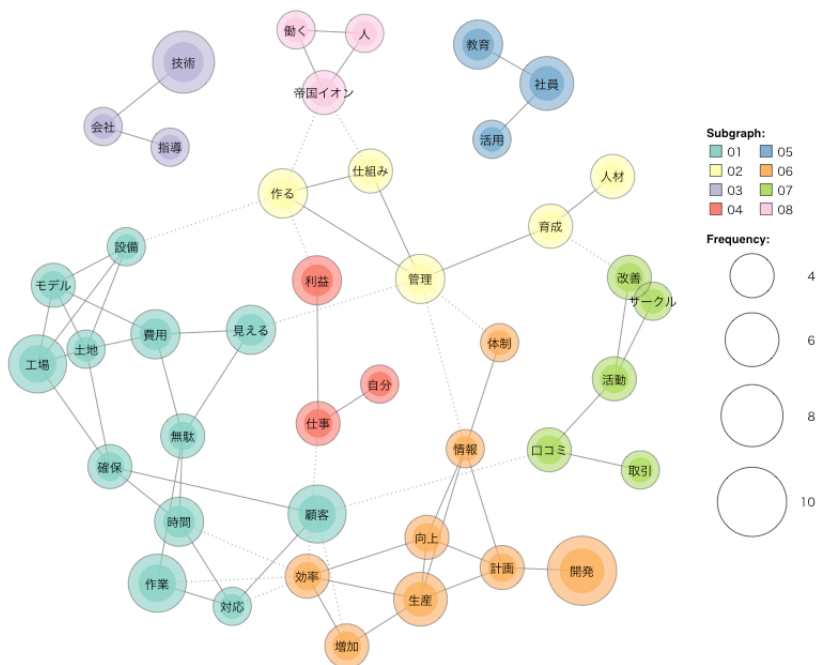 働く
人
教育
技術
社員
帝国イオン
会社
活用
指導
仕組み
人材
作る
育成
設備
利益
管理
改善
モデル
サークル
見える
費用
体制
土地
工場
自分
活動
仕事
無駄
情報
口コミ
確保
取引
顧客
時間
向上
計画
開発
効率
作業
生産
対応
増加
Subgraph:
01 05
02 06
03 07
04 08
Frequency:
4
6
8
10